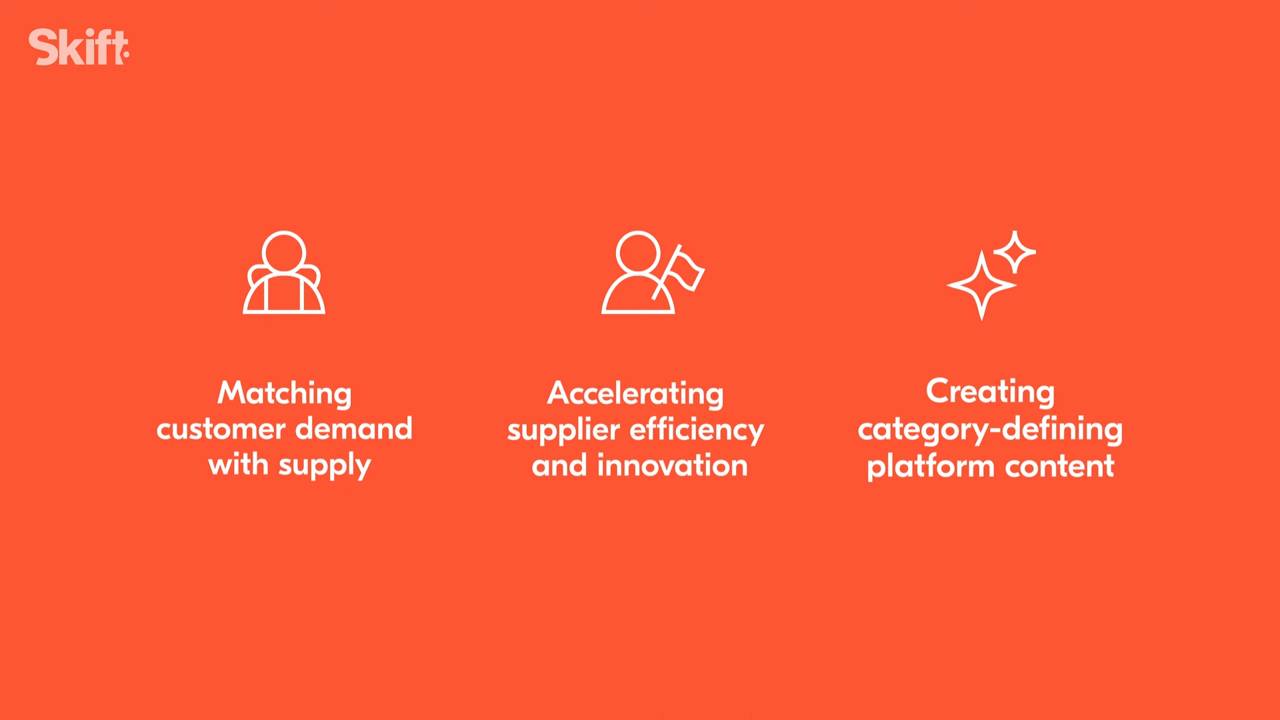 Skift.
Matching
customer demand
with supply
Accelerating
supplier efficiency
and innovation
Creating
category-defining
platform content